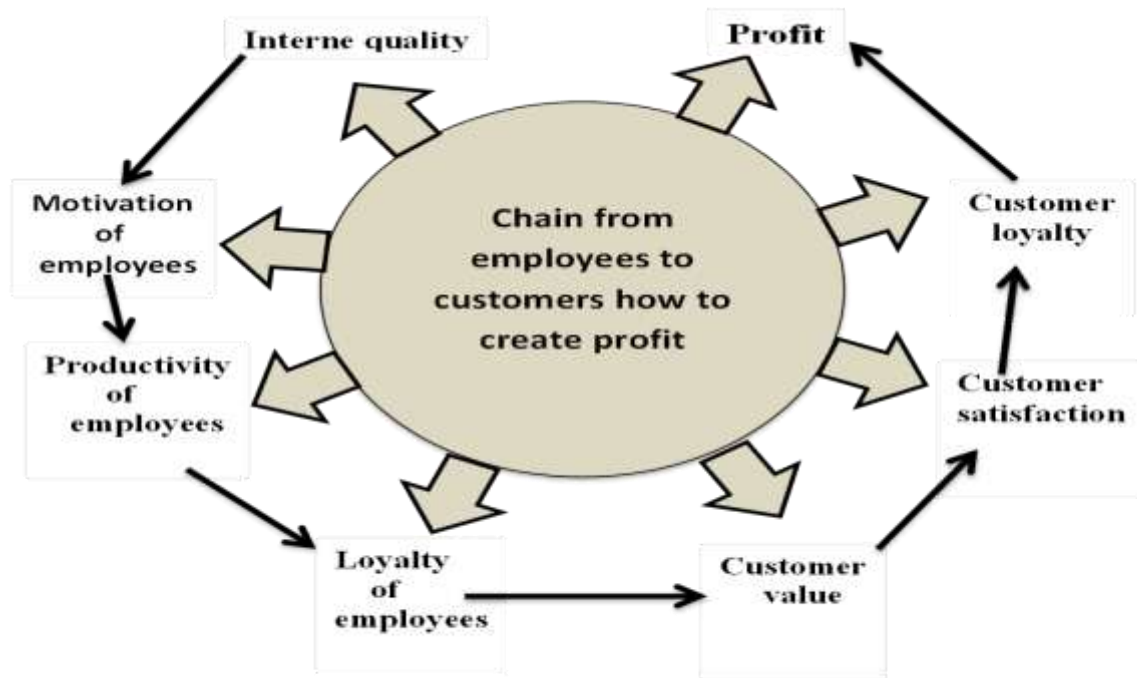 Interne quality
Profit
Motivation
of
employees
Chain from
employees to
customers how to
create profit
Customer
loyalty
Productivity
of
employees
Customer
satisfaction
Loyalty
of
employees
Customer
value